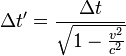 Δt′ = Δt / √(1 − v²/c²)